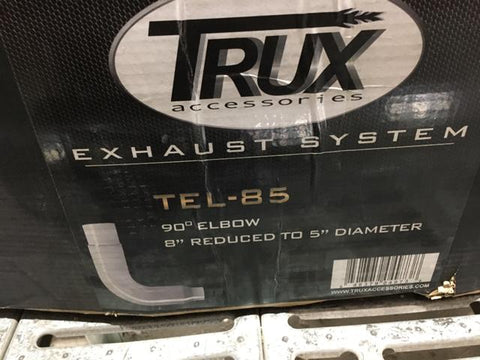 TRUX
accessories
EXHAUST SYSTEM
TEL-85
90° ELBOW
8" REDUCED TO 5" DIAMETER
WWW.TRUXACCESSORIES.COM